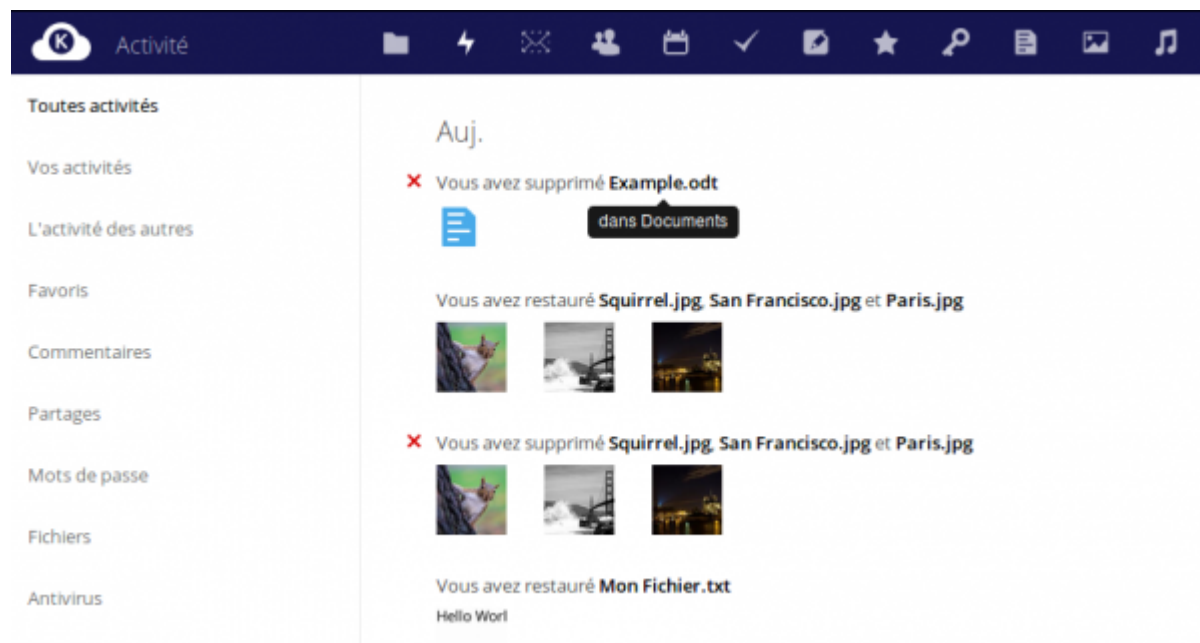 K
Activité
Toutes activités
Vos activités
L'activité des autres
Favoris
Commentaires
Partages
Mots de passe
Fichiers
Antivirus
Auj.
Vous avez supprimé Example.odt
dans Documents
Vous avez restauré Squirrel.jpg, San Francisco.jpg et Paris.jpg
Vous avez supprimé Squirrel.jpg, San Francisco.jpg et Paris.jpg
Vous avez restauré Mon Fichier.txt
Hello Worl